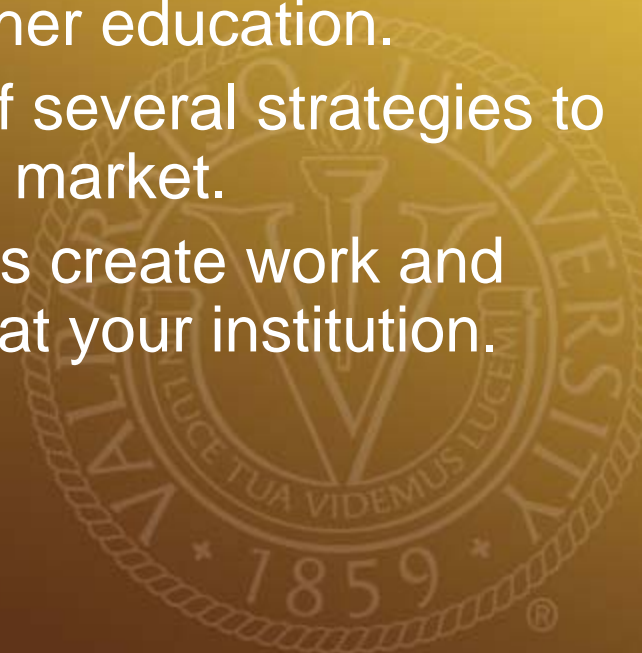 ner education.
f several strategies to
market.
s create work and
at your institution.
VALPARAISO UNIVERSITY
IN LUCE TUA VIDEMUS LUCEM
• 1859 •
®